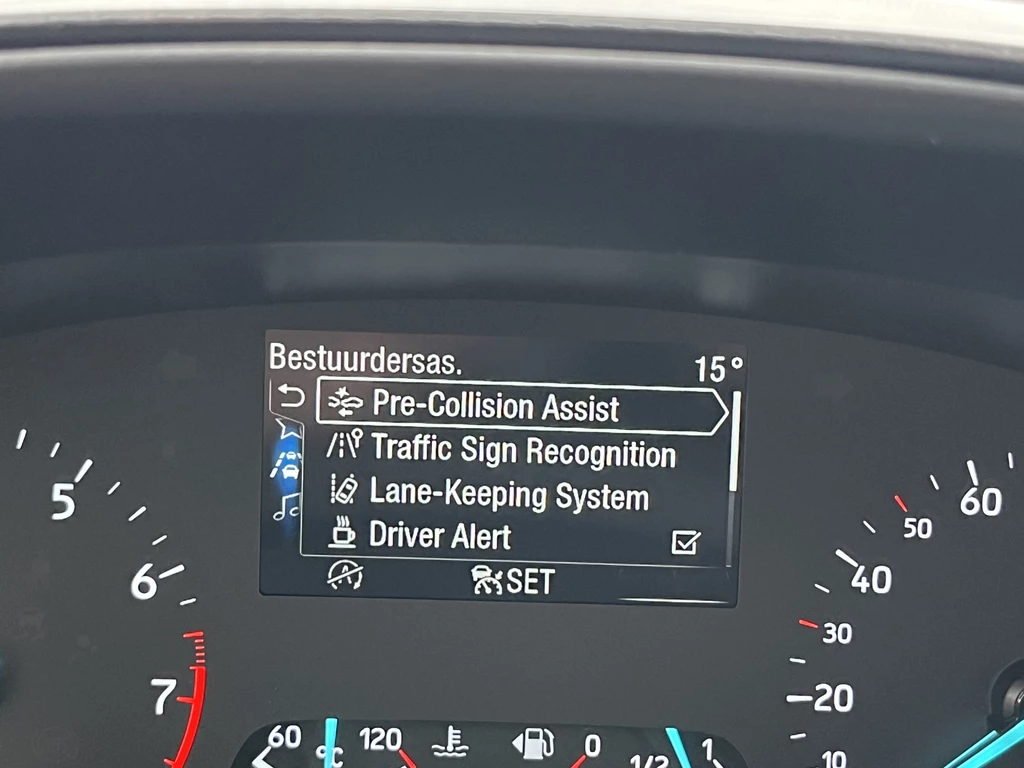 Bestuurdersas.
15°
Pre-Collision Assist
Traffic Sign Recognition
Lane-Keeping System
Driver Alert
A
SET
5
6
7
60
50
40
30
20
10
60
°C
120
0
1/2
1